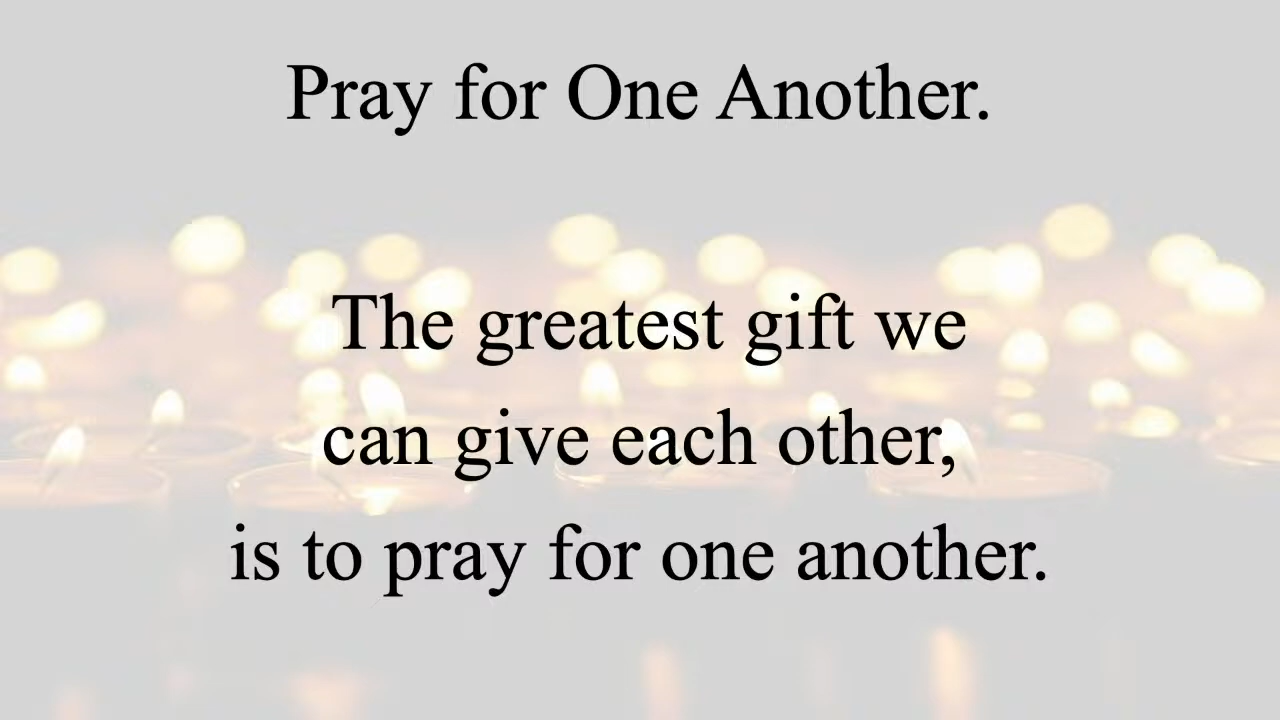 Pray for One Another.
The greatest gift we
can give each other,
is to pray for one another.